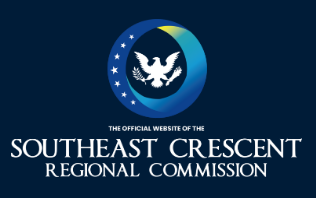 THE OFFICIAL WEBSITE OF THE
SOUTHEAST CRESCENT
REGIONAL COMMISSION